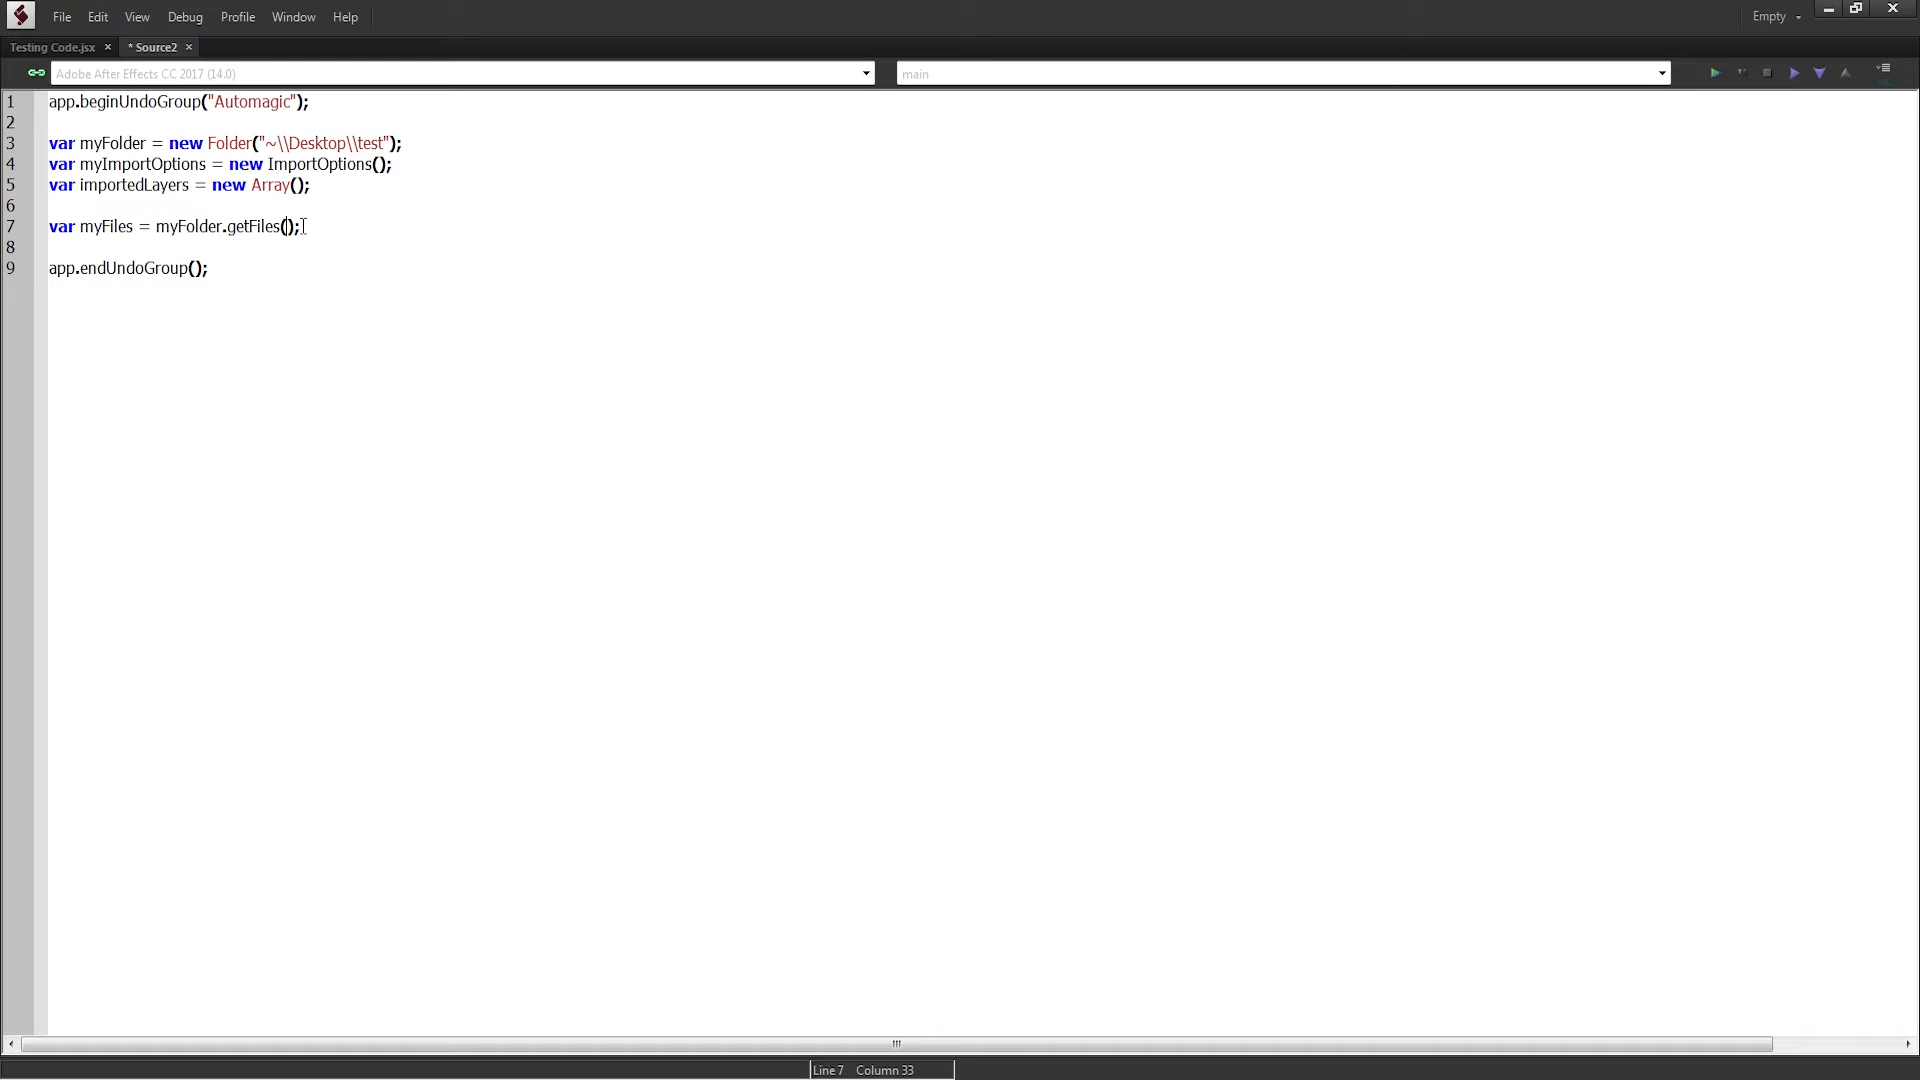 File Edit View Debug Profile Window Help Empty
Testing Code.jsx × * Source2 ×
Adobe After Effects CC 2017 (14.0) main
1 app.beginUndoGroup("Automagic");
2
3 var myFolder = new Folder("~\\Desktop\\test");
4 var myImportOptions = new ImportOptions();
5 var importedLayers = new Array();
6
7 var myFiles = myFolder.getFiles();
8
9 app.endUndoGroup();
Line 7 Column 33